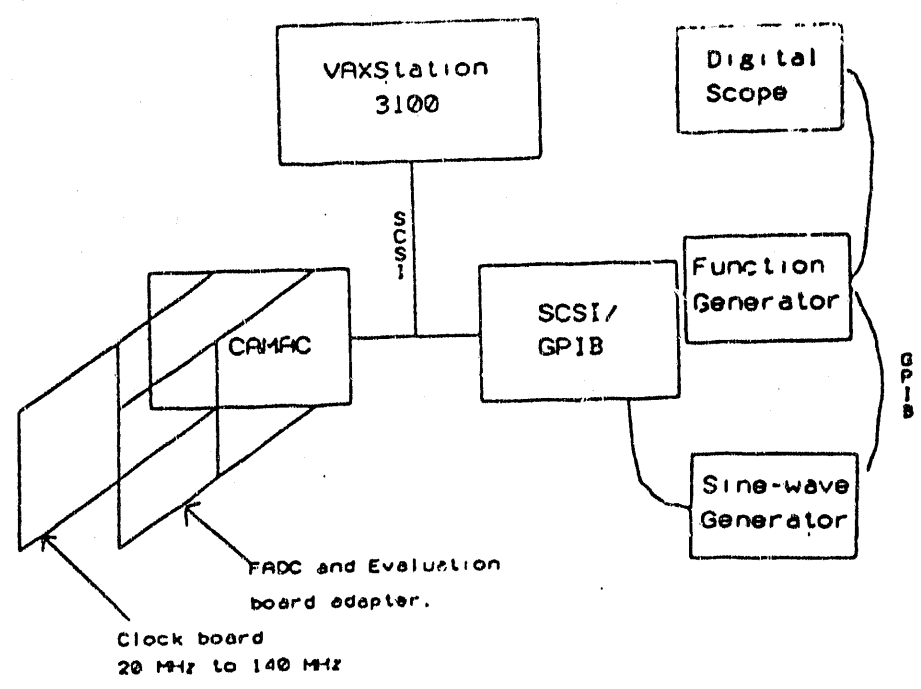 VAXStation
3100
Digital
Scope
SCSI
CAMAC
SCSI/
GPIB
Function
Generator
GPIB
Sine-wave
Generator
FADC and Evaluation
board adapter.
Clock board
20 MHz to 140 MHz